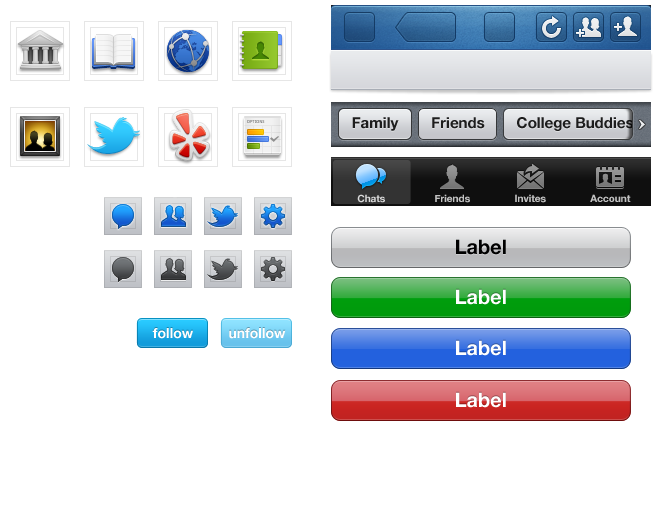 OPTIONS
follow
unfollow
Family
Friends
College Buddies
Chats
Friends
Invites
Account
Label
Label
Label
Label